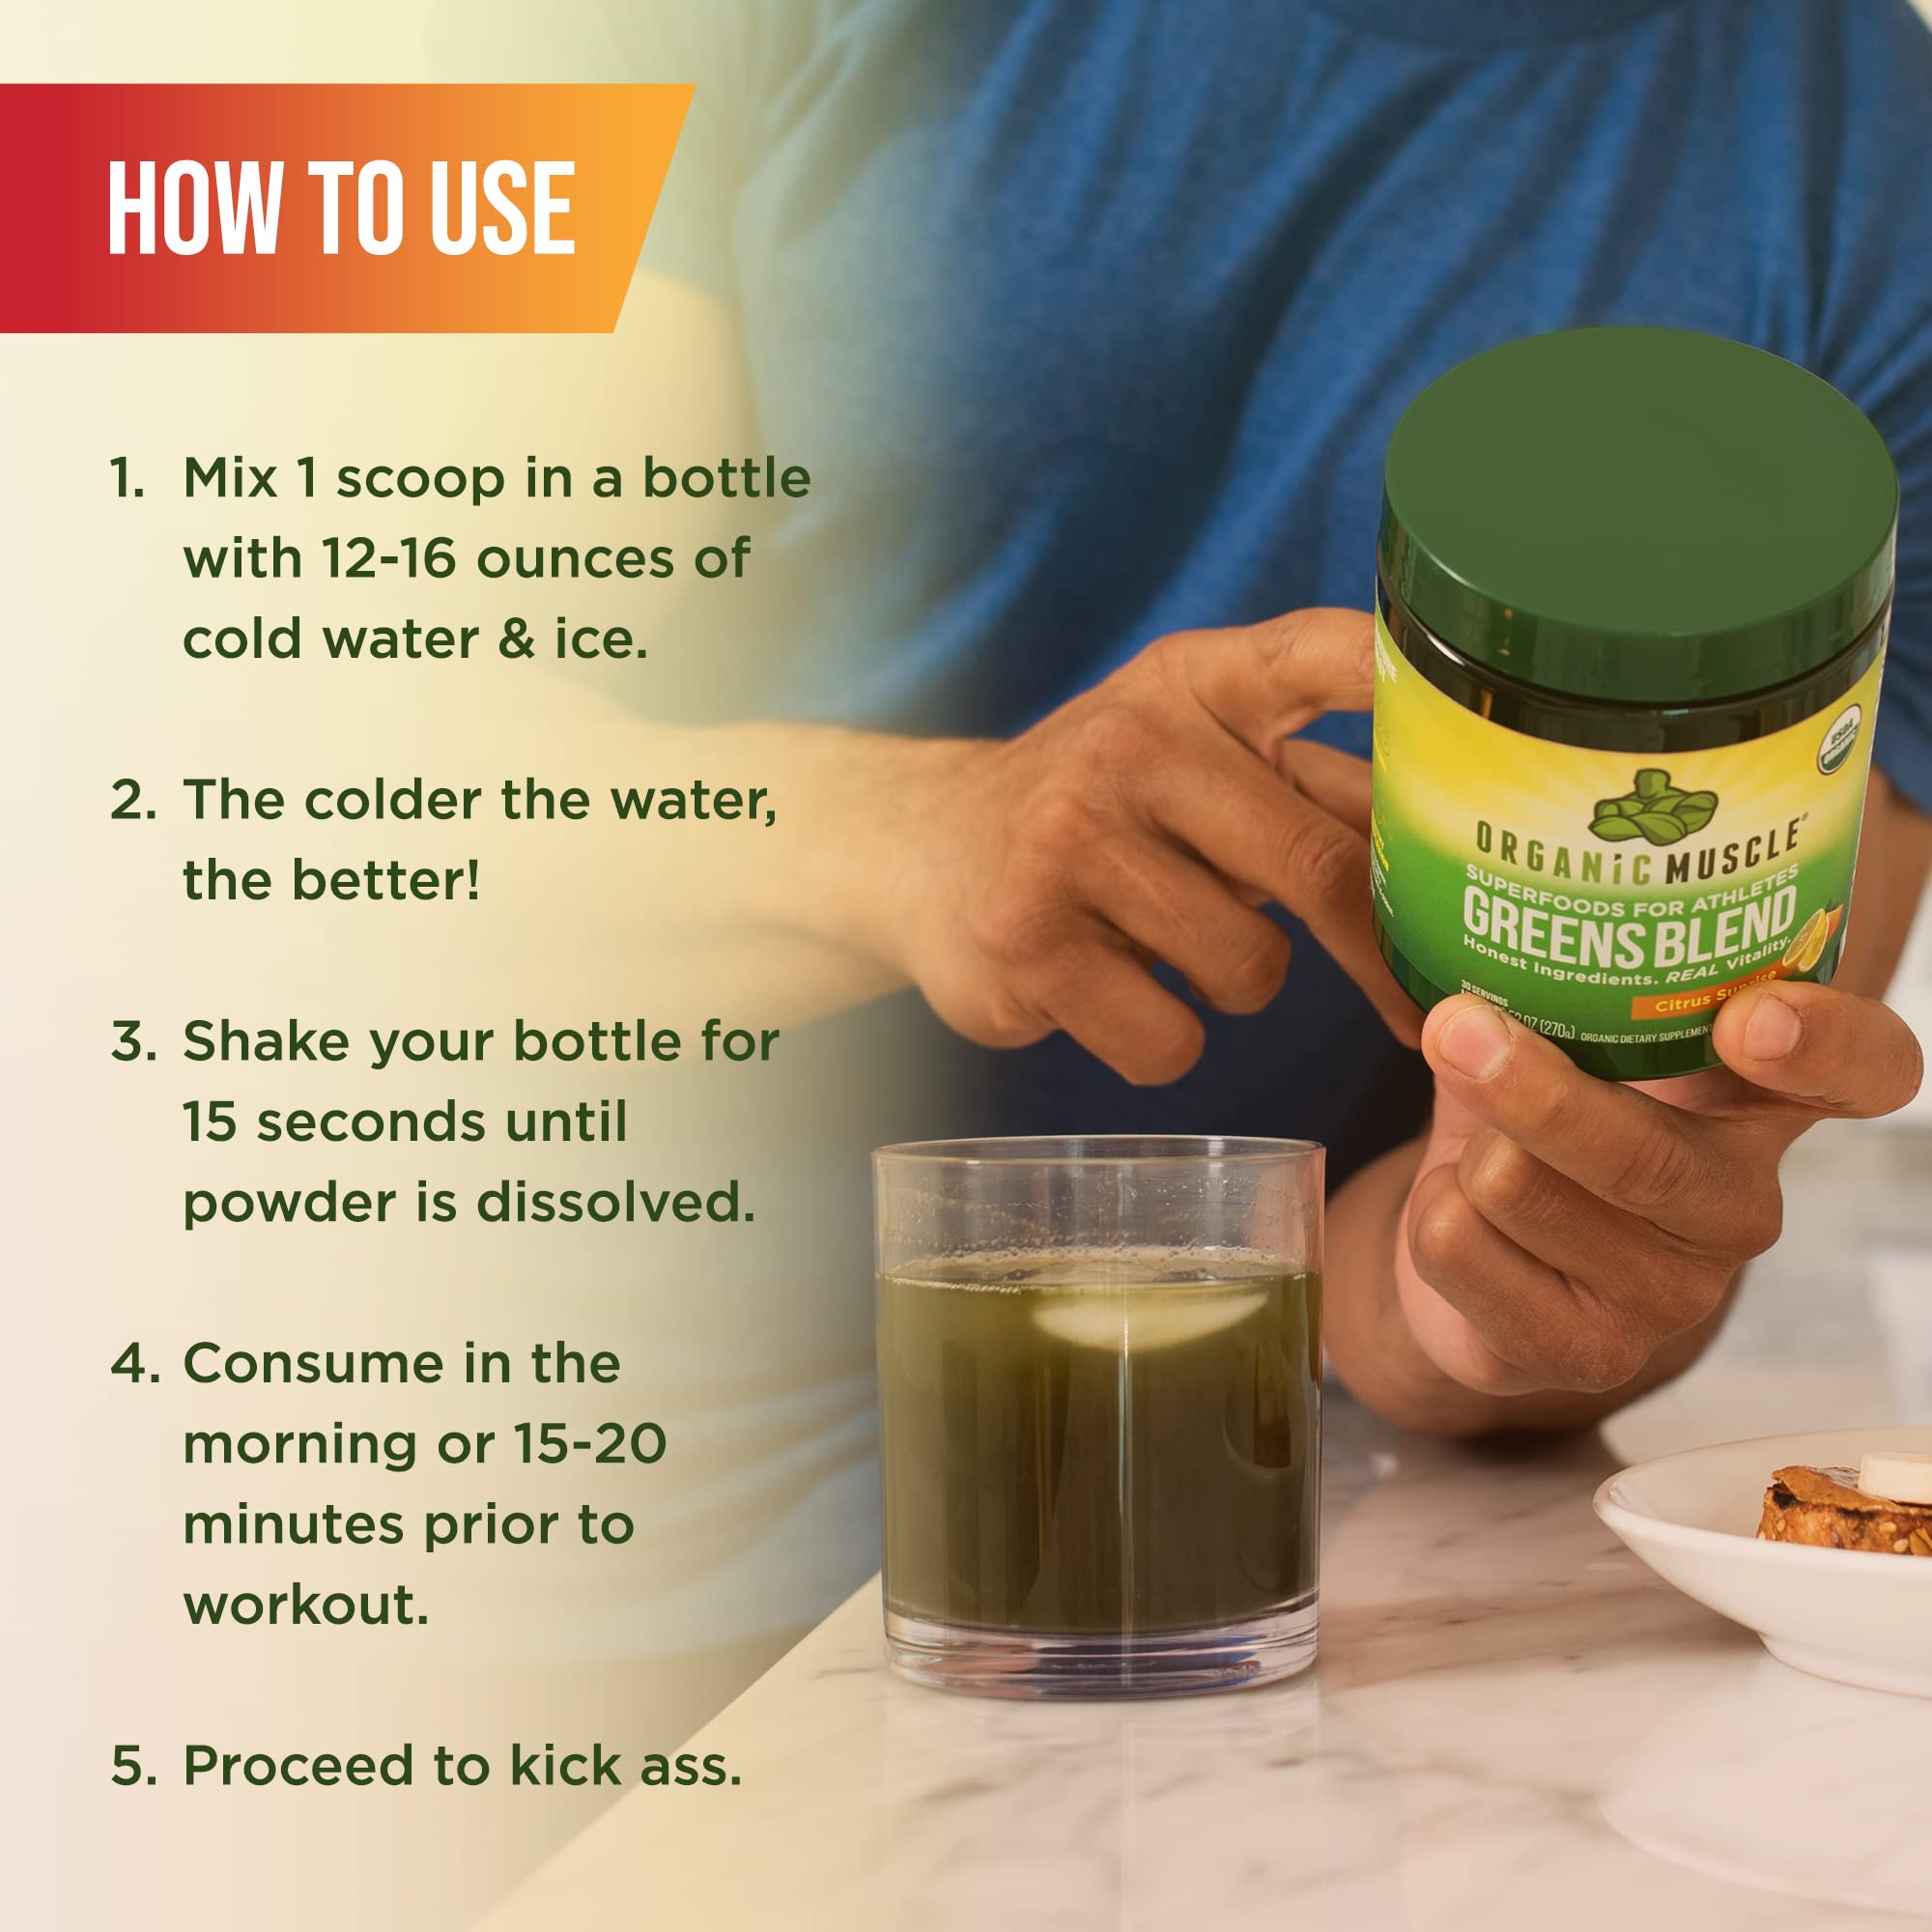 HOW TO USE
1. Mix 1 scoop in a bottle
with 12-16 ounces of
cold water & ice.
2. The colder the water,
the better!
3. Shake your bottle for
15 seconds until
powder is dissolved.
4. Consume in the
morning or 15-20
minutes prior to
workout.
5. Proceed to kick ass.
USDA
ORGANIC
ORGANiC MUSCLE®
SUPERFOODS FOR ATHLETES
GREENS BLEND
Honest Ingredients. REAL Vitality.
Citrus Sunrise
30 SERVINGS
(270g) ORGANIC DIETARY SUPPLEMENT